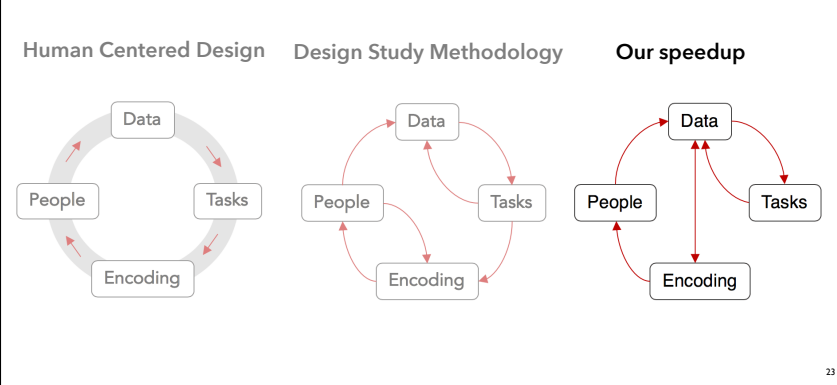 Human Centered Design
Design Study Methodology
Our speedup
Data
People
Tasks
Encoding
Data
People
Tasks
Encoding
Data
People
Tasks
Encoding
23